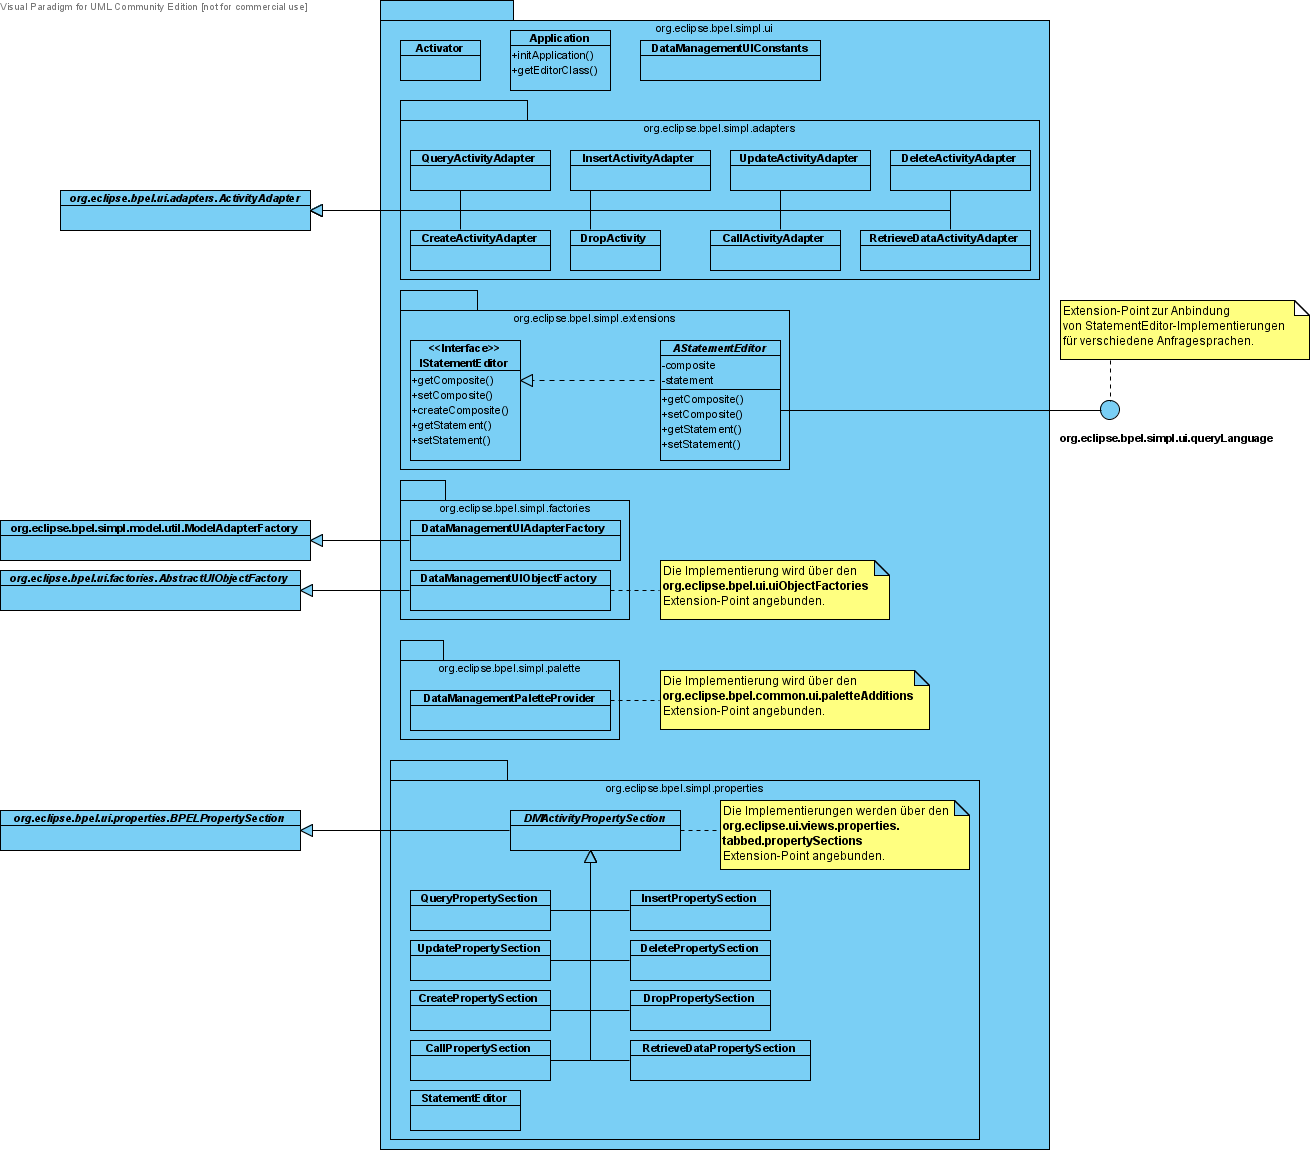 Visual Paradigm for UML Community Edition [not for commercial use]
org.eclipse.bpel.simpl.ui
Activator
Application
+initApplication()
+getEditorClass()
DataManagementUIConstants
org.eclipse.bpel.simpl.adapters
QueryActivityAdapter
InsertActivityAdapter
UpdateActivityAdapter
DeleteActivityAdapter
org.eclipse.bpel.ui.adapters.ActivityAdapter
CreateActivityAdapter
DropActivity
CallActivityAdapter
RetrieveDataActivityAdapter
org.eclipse.bpel.simpl.extensions
<<Interface>>
IStatementEditor
+getComposite()
+setComposite()
+createComposite()
+getStatement()
+setStatement()
AStatementEditor
-composite
-statement
+getComposite()
+setComposite()
+getStatement()
+setStatement()
Extension-Point zur Anbindung
von StatementEditor-Implementierungen
für verschiedene Anfragesprachen.
org.eclipse.bpel.simpl.ui.queryLanguage
org.eclipse.bpel.simpl.factories
org.eclipse.bpel.simpl.model.util.ModelAdapterFactory
DataManagementUIAdapterFactory
org.eclipse.bpel.ui.factories.AbstractUIObjectFactory
DataManagementUIObjectFactory
Die Implementierung wird über den
org.eclipse.bpel.ui.uiObjectFactories
Extension-Point angebunden.
org.eclipse.bpel.simpl.palette
DataManagementPaletteProvider
Die Implementierung wird über den
org.eclipse.bpel.common.ui.paletteAdditions
Extension-Point angebunden.
org.eclipse.bpel.simpl.properties
org.eclipse.bpel.ui.properties.BPELPropertySection
DMActivityPropertySection
Die Implementierungen werden über den
org.eclipse.ui.views.properties.
tabbed.propertySections
Extension-Point angebunden.
QueryPropertySection
InsertPropertySection
UpdatePropertySection
DeletePropertySection
CreatePropertySection
DropPropertySection
CallPropertySection
RetrieveDataPropertySection
StatementEditor